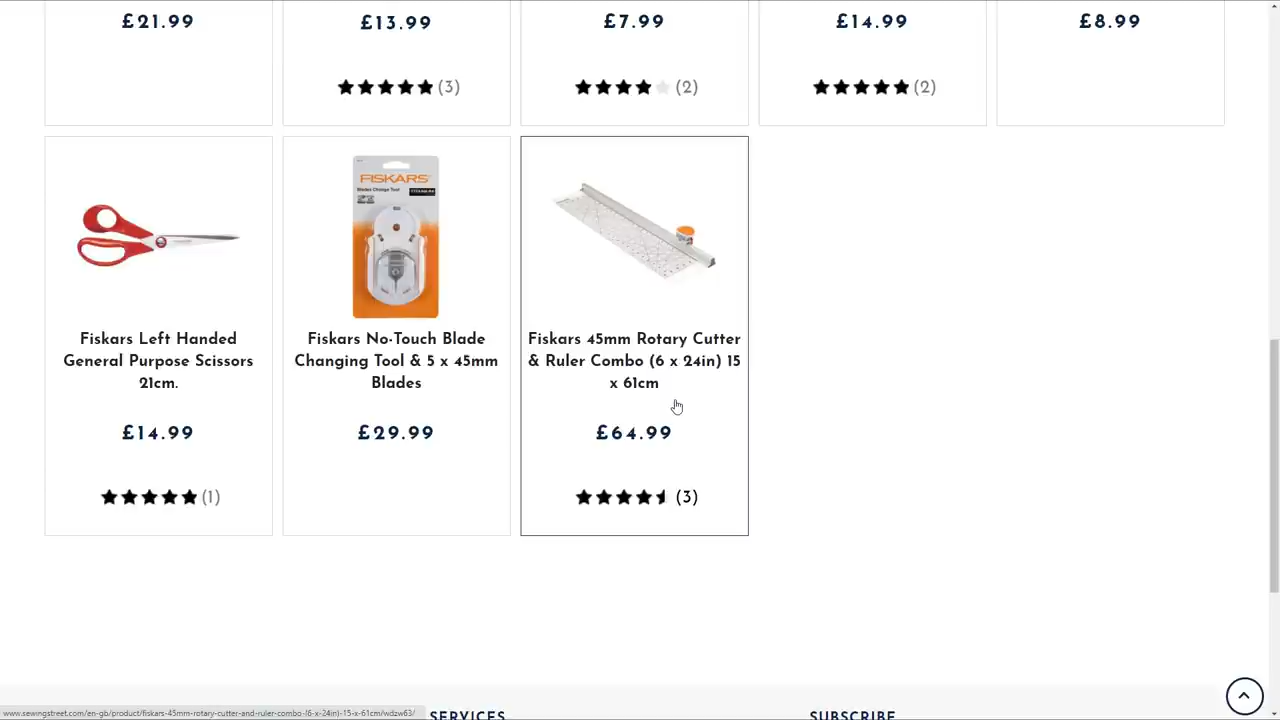 £21.99
£13.99
£7.99
£14.99
£8.99
(3)
(2)
(2)
FISKARS
Blades Change Tool
Fiskars Left Handed
General Purpose Scissors
21cm.
£14.99
(1)
Fiskars No-Touch Blade
Changing Tool & 5 x 45mm
Blades
£29.99
Fiskars 45mm Rotary Cutter
& Ruler Combo (6 x 24in) 15
x 61cm
£64.99
(3)
SERVICES
SUBSCRIBE
www.sewingstreet.com/en-gb/product/fiskars-45mm-rotary-cutter-and-ruler-combo-(6-x-24in)-15-x-61cm/wdzw63/